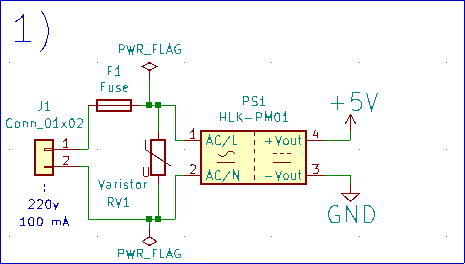 1)
PWR_FLAG
F1
Fuse
PS1
HLK-PM01
+5V
J1
Conn_01x02
1
2
1
AC/L
+Vout
4
2
AC/N
-Vout
3
U
Varistor
RV1
220v
100 mA
GND
PWR_FLAG